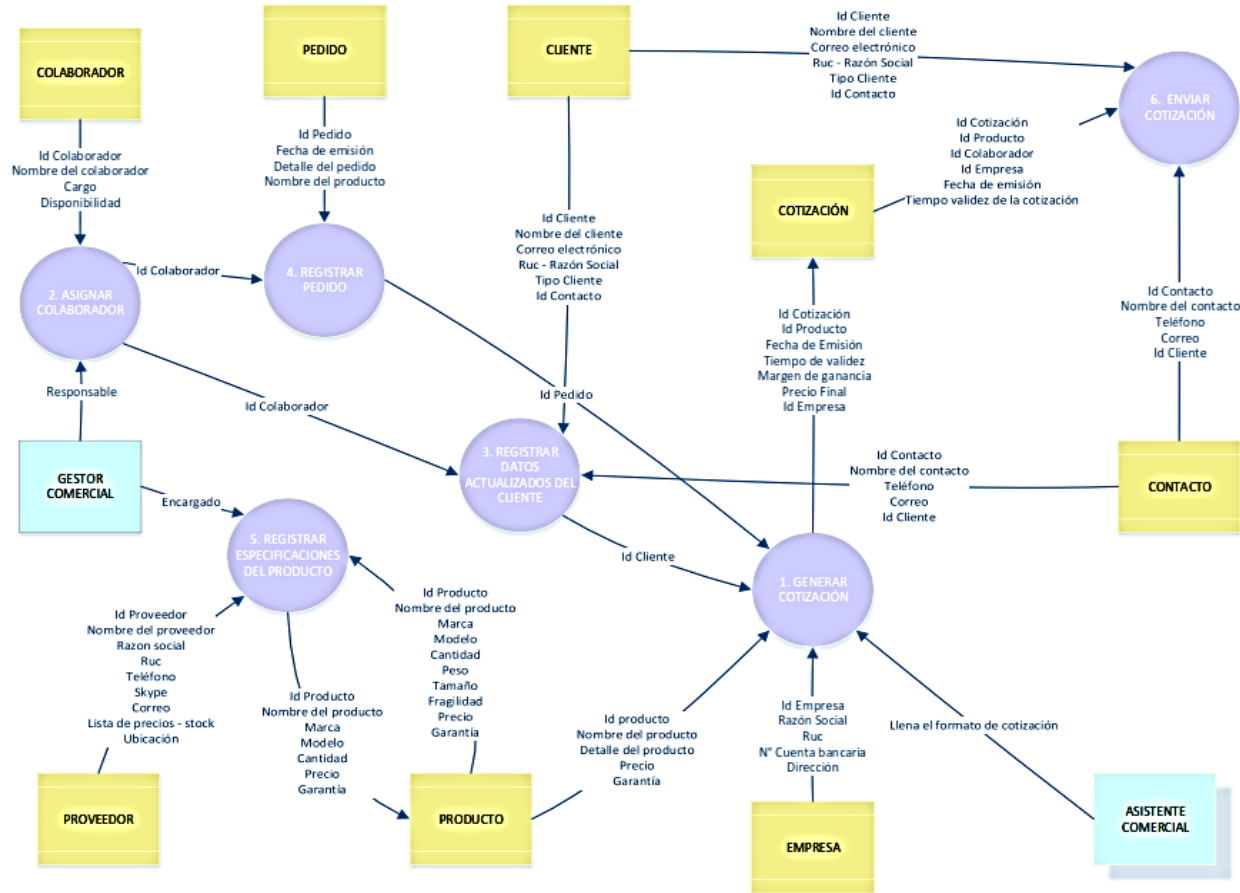 COLABORADOR
PEDIDO
CLIENTE
Id Cliente
Nombre del cliente
Correo electrónico
Ruc - Razón Social
Tipo Cliente
Id Contacto
6. ENVIAR
COTIZACIÓN
Id Colaborador
Nombre del colaborador
Cargo
Disponibilidad
Id Pedido
Fecha de emisión
Detalle del pedido
Nombre del producto
Id Cotización
Id Producto
Id Colaborador
Id Empresa
Fecha de emisión
Tiempo validez de la cotización
COTIZACIÓN
Id Cliente
Nombre del cliente
Correo electrónico
Ruc - Razón Social
Tipo Cliente
Id Contacto
2. ASIGNAR
COLABORADOR
Id Colaborador
4. REGISTRAR
PEDIDO
Id Cotización
Id Producto
Fecha de Emisión
Tiempo de validez
Margen de ganancia
Precio Final
Id Empresa
Id Contacto
Nombre del contacto
Teléfono
Correo
Id Cliente
Responsable
Id Colaborador
Id Pedido
GESTOR
COMERCIAL
Encargado
3. REGISTRAR
DATOS
ACTUALIZADOS DEL
CLIENTE
Id Contacto
Nombre del contacto
Teléfono
Correo
Id Cliente
CONTACTO
5. REGISTRAR
ESPECIFICACIONES
DEL PRODUCTO
Id Cliente
1. GENERAR
COTIZACIÓN
Id Proveedor
Nombre del proveedor
Razon social
Ruc
Teléfono
Skype
Correo
Lista de precios - stock
Ubicación
Id Producto
Nombre del producto
Marca
Modelo
Cantidad
Precio
Garantía
Id Producto
Nombre del producto
Marca
Modelo
Cantidad
Peso
Tamaño
Fragilidad
Precio
Garantía
Id producto
Nombre del producto
Detalle del producto
Precio
Garantía
Id Empresa
Razón Social
Ruc
N° Cuenta bancaria
Dirección
Llena el formato de cotización
PROVEEDOR
PRODUCTO
EMPRESA
ASISTENTE
COMERCIAL